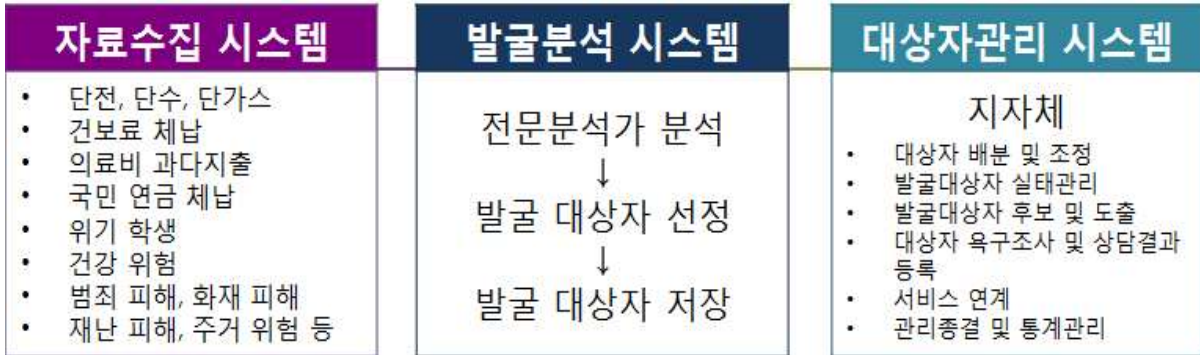 자료수집 시스템
• 단전, 단수, 단가스
• 건보료 체납
• 의료비 과다지출
• 국민 연금 체납
• 위기 학생
• 건강 위험
• 범죄 피해, 화재 피해
• 재난 피해, 주거 위험 등
발굴분석 시스템
전문분석가 분석
↓
발굴 대상자 선정
↓
발굴 대상자 저장
대상자관리 시스템
지자체
• 대상자 배분 및 조정
• 발굴대상자 실태관리
• 발굴대상자 후보 및 도출
• 대상자 욕구조사 및 상담결과
등록
• 서비스 연계
• 관리종결 및 통계관리